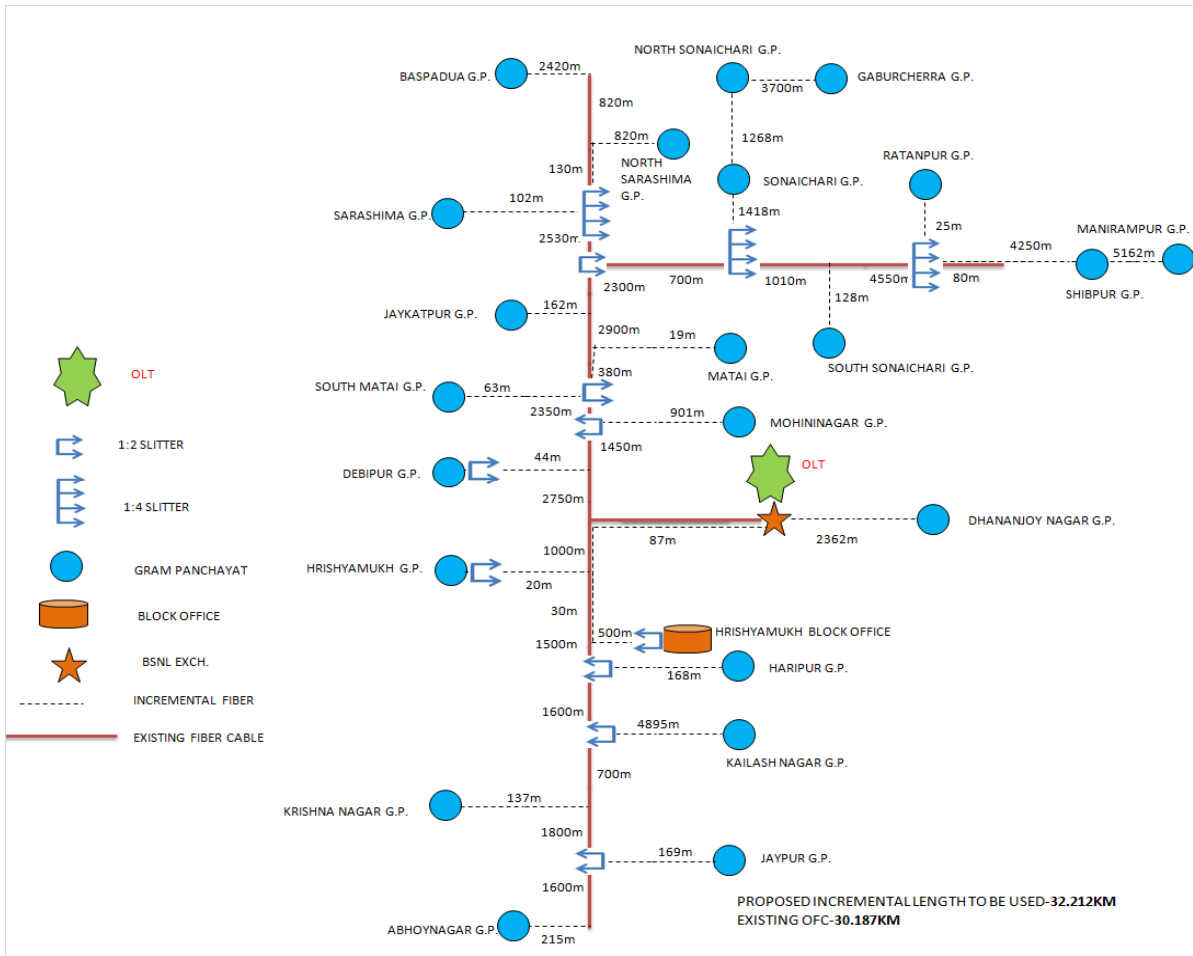 NORTH SONAICHARI G.P.
2420m
BASPADUA G.P.
GABURCHERRA G.P.
3700m
820m
820m
1268m
NORTH
SARASHIMA
G.P.
RATANPUR G.P.
130m
SONAICHARI G.P.
102m
SARASHIMA G.P.
1418m
25m
MANIRAMPUR G.P.
2530m
4250m
5162m
2300m
700m
1010m
4550m
80m
SHIBPUR G.P.
162m
128m
JAYKATPUR G.P.
2900m
19m
SOUTH SONAICHARI G.P.
380m
MATAI G.P.
OLT
SOUTH MATAI G.P.
63m
2350m
901m
MOHININAGAR G.P.
1450m
1:2 SLITTER
44m
DEBIPUR G.P.
OLT
2750m
1:4 SLITTER
DHANANJOY NAGAR G.P.
87m
2362m
1000m
GRAM PANCHAYAT
HRISHYAMUKH G.P.
20m
30m
BLOCK OFFICE
500m
HRISHYAMUKH BLOCK OFFICE
1500m
HARIPUR G.P.
168m
BSNL EXCH.
INCREMENTAL FIBER
1600m
4895m
EXISTING FIBER CABLE
KAILASH NAGAR G.P.
700m
137m
KRISHNA NAGAR G.P.
1800m
169m
JAYPUR G.P.
1600m
PROPOSED INCREMENTAL LENGTH TO BE USED-32.212KM
EXISTING OFC-30.187KM
ABHOYNAGAR G.P.
215m